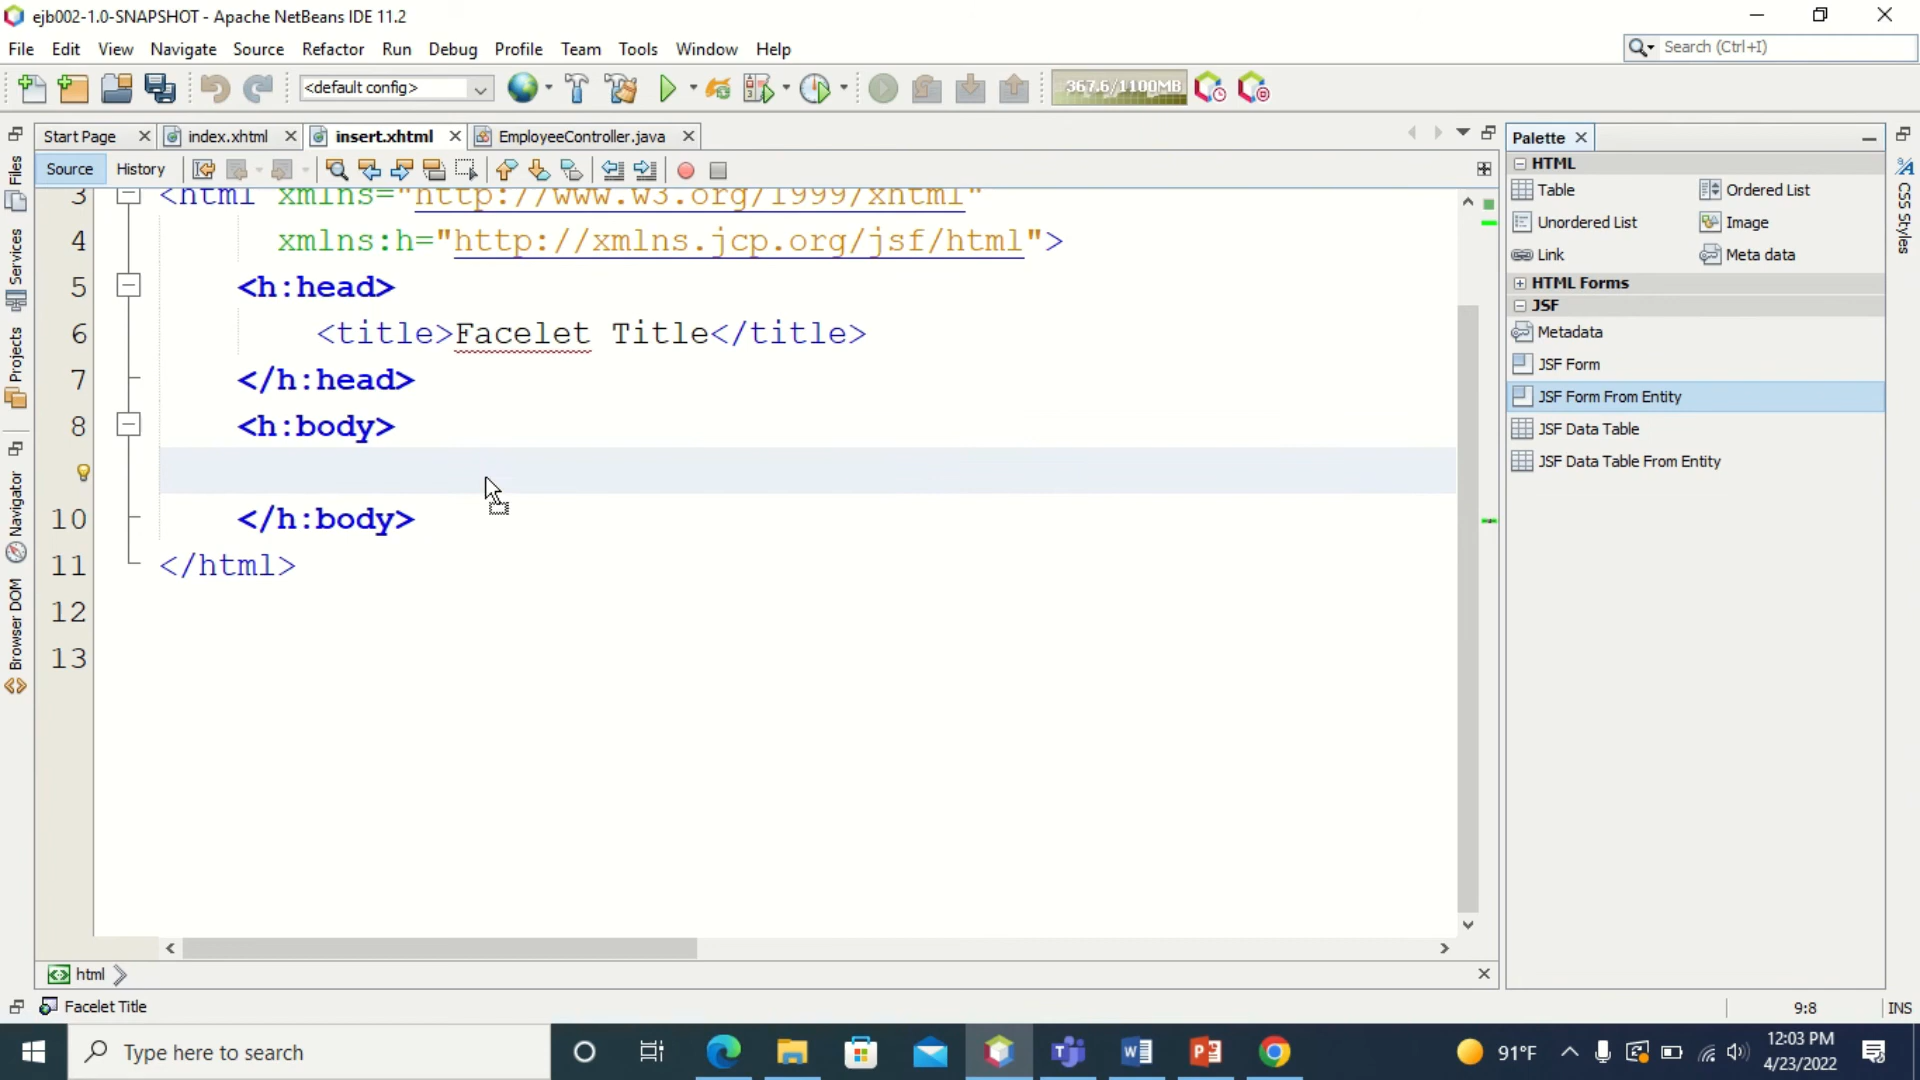 ejb002-1.0-SNAPSHOT - Apache NetBeans IDE 11.2
File Edit View Navigate Source Refactor Run Debug Profile Team Tools Window Help
Search (Ctrl+I)
<default config>
367.6/1100MB
Start Page
index.xhtml
insert.xhtml
EmployeeController.java
Source
History
3 <html xmlns="http://www.w3.org/1999/xhtml"
4 xmlns:h="http://xmlns.jcp.org/jsf/html">
5 <h:head>
6 <title>Facelet Title</title>
7 </h:head>
8 <h:body>
10 </h:body>
11 </html>
12
13
html
Facelet Title
9:8
INS
Files
Services
Projects
Navigator
Browser DOM
Palette
HTML
Table
Ordered List
Unordered List
Image
Link
Meta data
HTML Forms
JSF
Metadata
JSF Form
JSF Form From Entity
JSF Data Table
JSF Data Table From Entity
CSS Styles
Type here to search
91°F
12:03 PM
4/23/2022